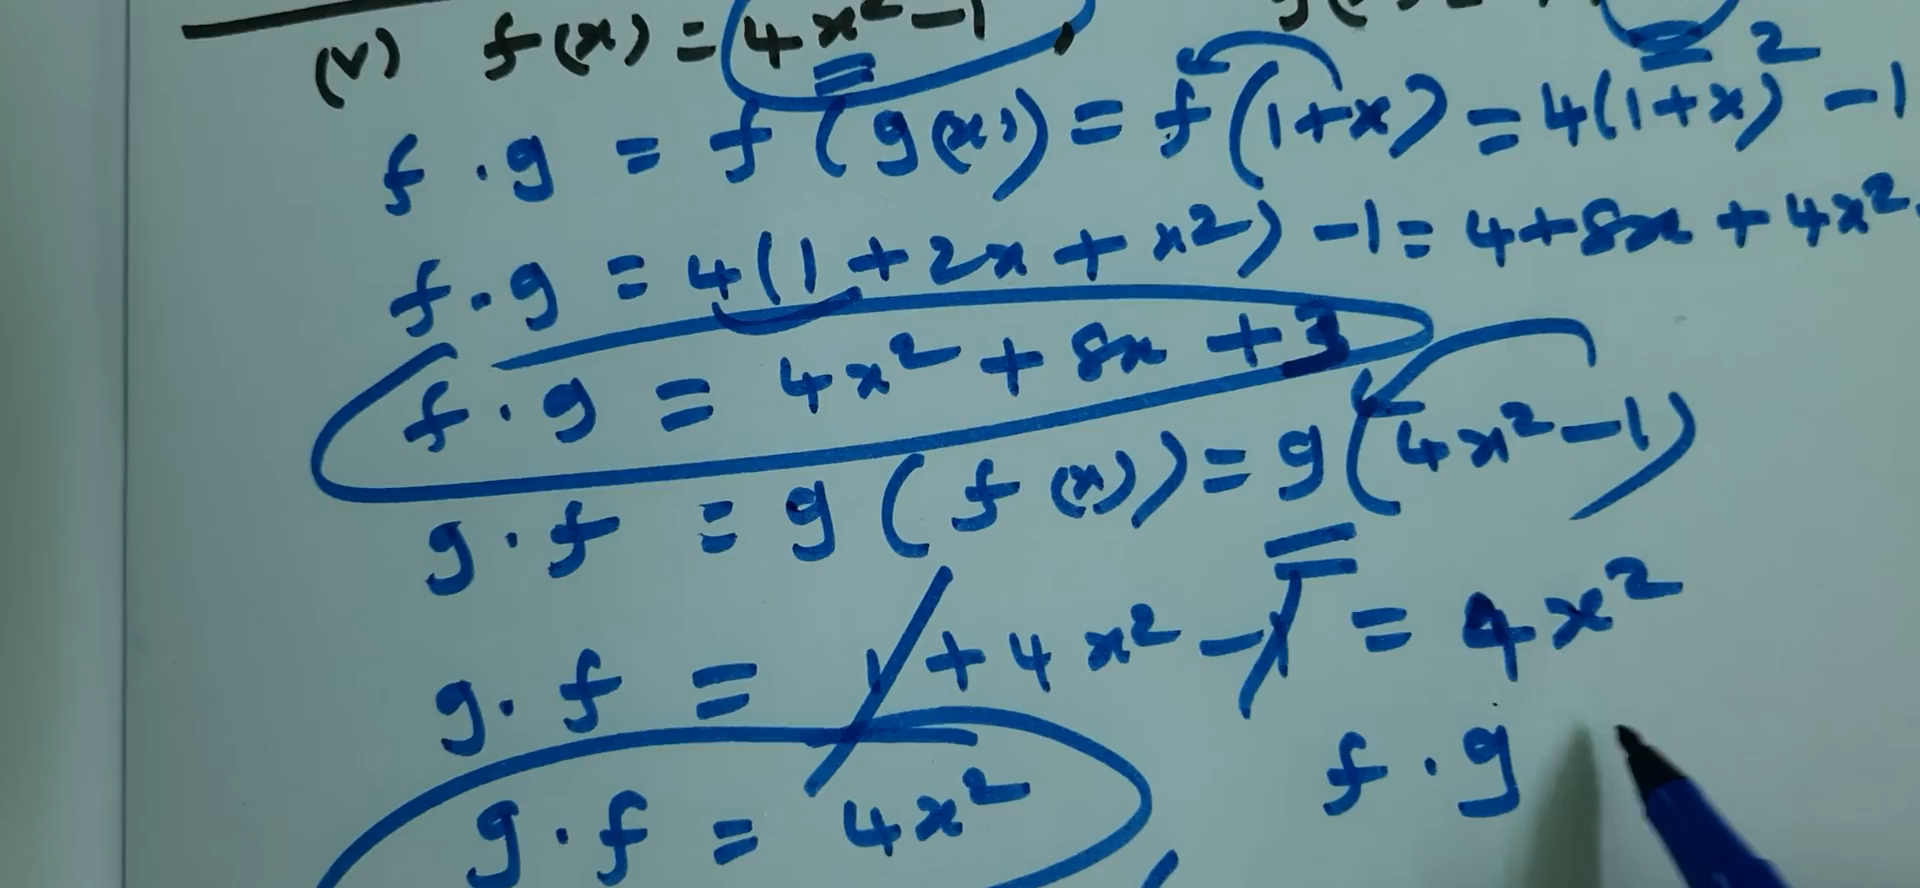 (v) f(x) = 4x² - 1,
f . g = f(g(x)) = f(1+x) = 4(1+x)² - 1
f . g = 4(1 + 2x + x²) - 1 = 4 + 8x + 4x²
f . g = 4x² + 8x + 3
g . f = g(f(x)) = g(4x² - 1)
g . f = 1 + 4x² - 1 = 4x²
g . f = 4x²
f . g